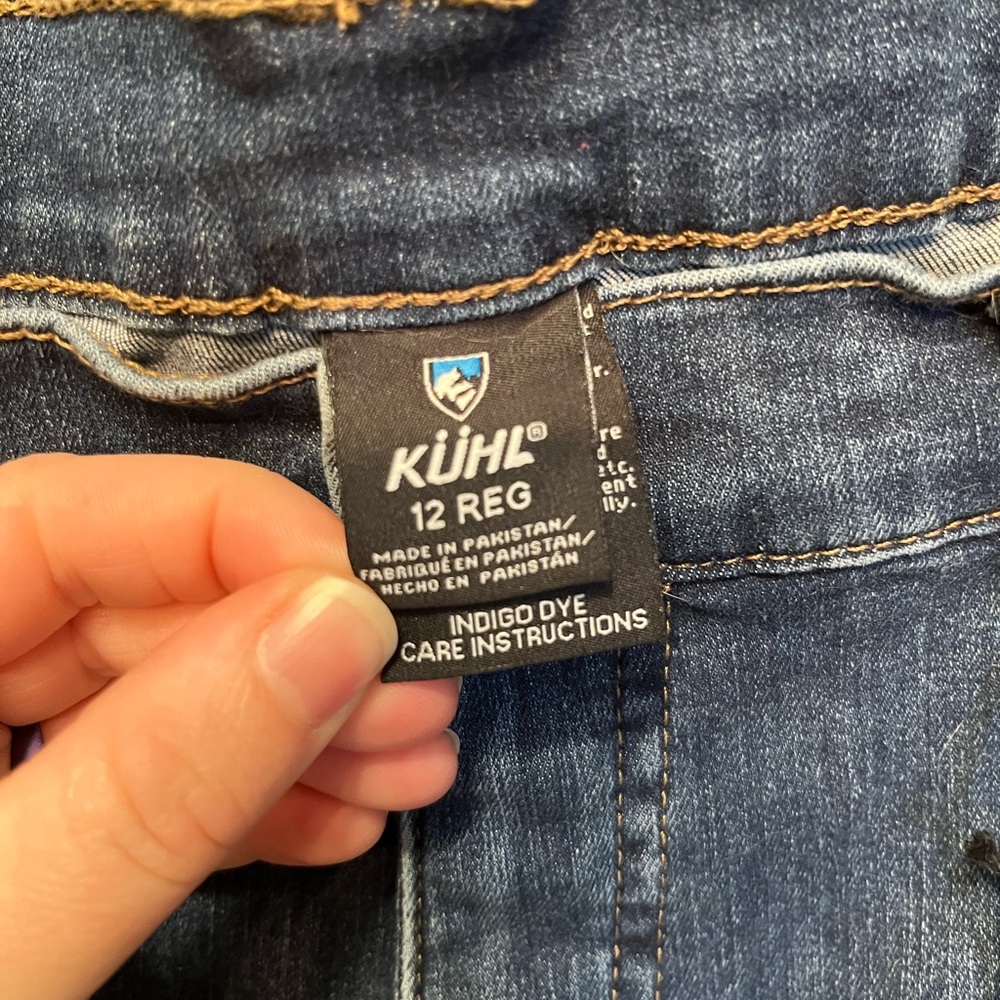 KÜHL®
12 REG
MADE IN PAKISTAN/
FABRIQUÉ EN PAKISTAN/
HECHO EN PAKISTÁN
INDIGO DYE
CARE INSTRUCTIONS